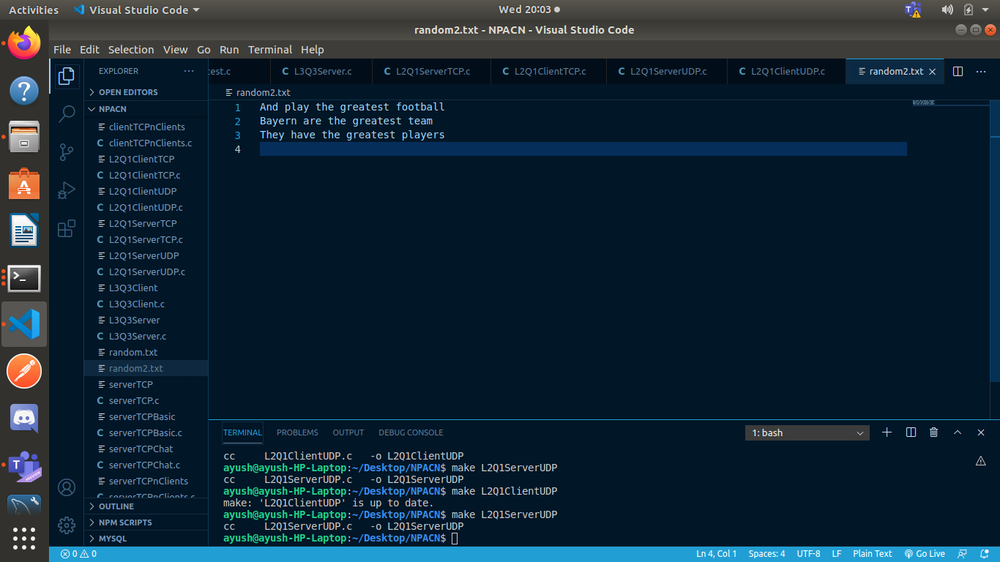 Activities Visual Studio Code Wed 20:03
random2.txt - NPACN - Visual Studio Code
File Edit Selection View Go Run Terminal Help
EXPLORER
OPEN EDITORS
NPACN
clientTCPnClients
C clientTCPnClients.c
L2Q1ClientTCP
C L2Q1ClientTCP.c
L2Q1ClientUDP
C L2Q1ClientUDP.c
L2Q1ServerTCP
C L2Q1ServerTCP.c
L2Q1ServerUDP
C L2Q1ServerUDP.c
L3Q3Client
C L3Q3Client.c
L3Q3Server
C L3Q3Server.c
random.txt
random2.txt
serverTCP
C serverTCP.c
serverTCPBasic
C serverTCPBasic.c
serverTCPChat
C serverTCPChat.c
serverTCPnClients
C serverTCPnClients.c
OUTLINE
NPM SCRIPTS
MYSQL
test.c C L3Q3Server.c C L2Q1ServerTCP.c C L2Q1ClientTCP.c C L2Q1ServerUDP.c C L2Q1ClientUDP.c random2.txt
random2.txt
1 And play the greatest football
2 Bayern are the greatest team
3 They have the greatest players
4
TERMINAL PROBLEMS OUTPUT DEBUG CONSOLE 1: bash
cc L2Q1ClientUDP.c -o L2Q1ClientUDP
ayush@ayush-HP-Laptop:~/Desktop/NPACN$ make L2Q1ServerUDP
cc L2Q1ServerUDP.c -o L2Q1ServerUDP
ayush@ayush-HP-Laptop:~/Desktop/NPACN$ make L2Q1ClientUDP
make: 'L2Q1ClientUDP' is up to date.
ayush@ayush-HP-Laptop:~/Desktop/NPACN$ make L2Q1ServerUDP
cc L2Q1ServerUDP.c -o L2Q1ServerUDP
ayush@ayush-HP-Laptop:~/Desktop/NPACN$
0 0 Ln 4, Col 1 Spaces: 4 UTF-8 LF Plain Text Go Live